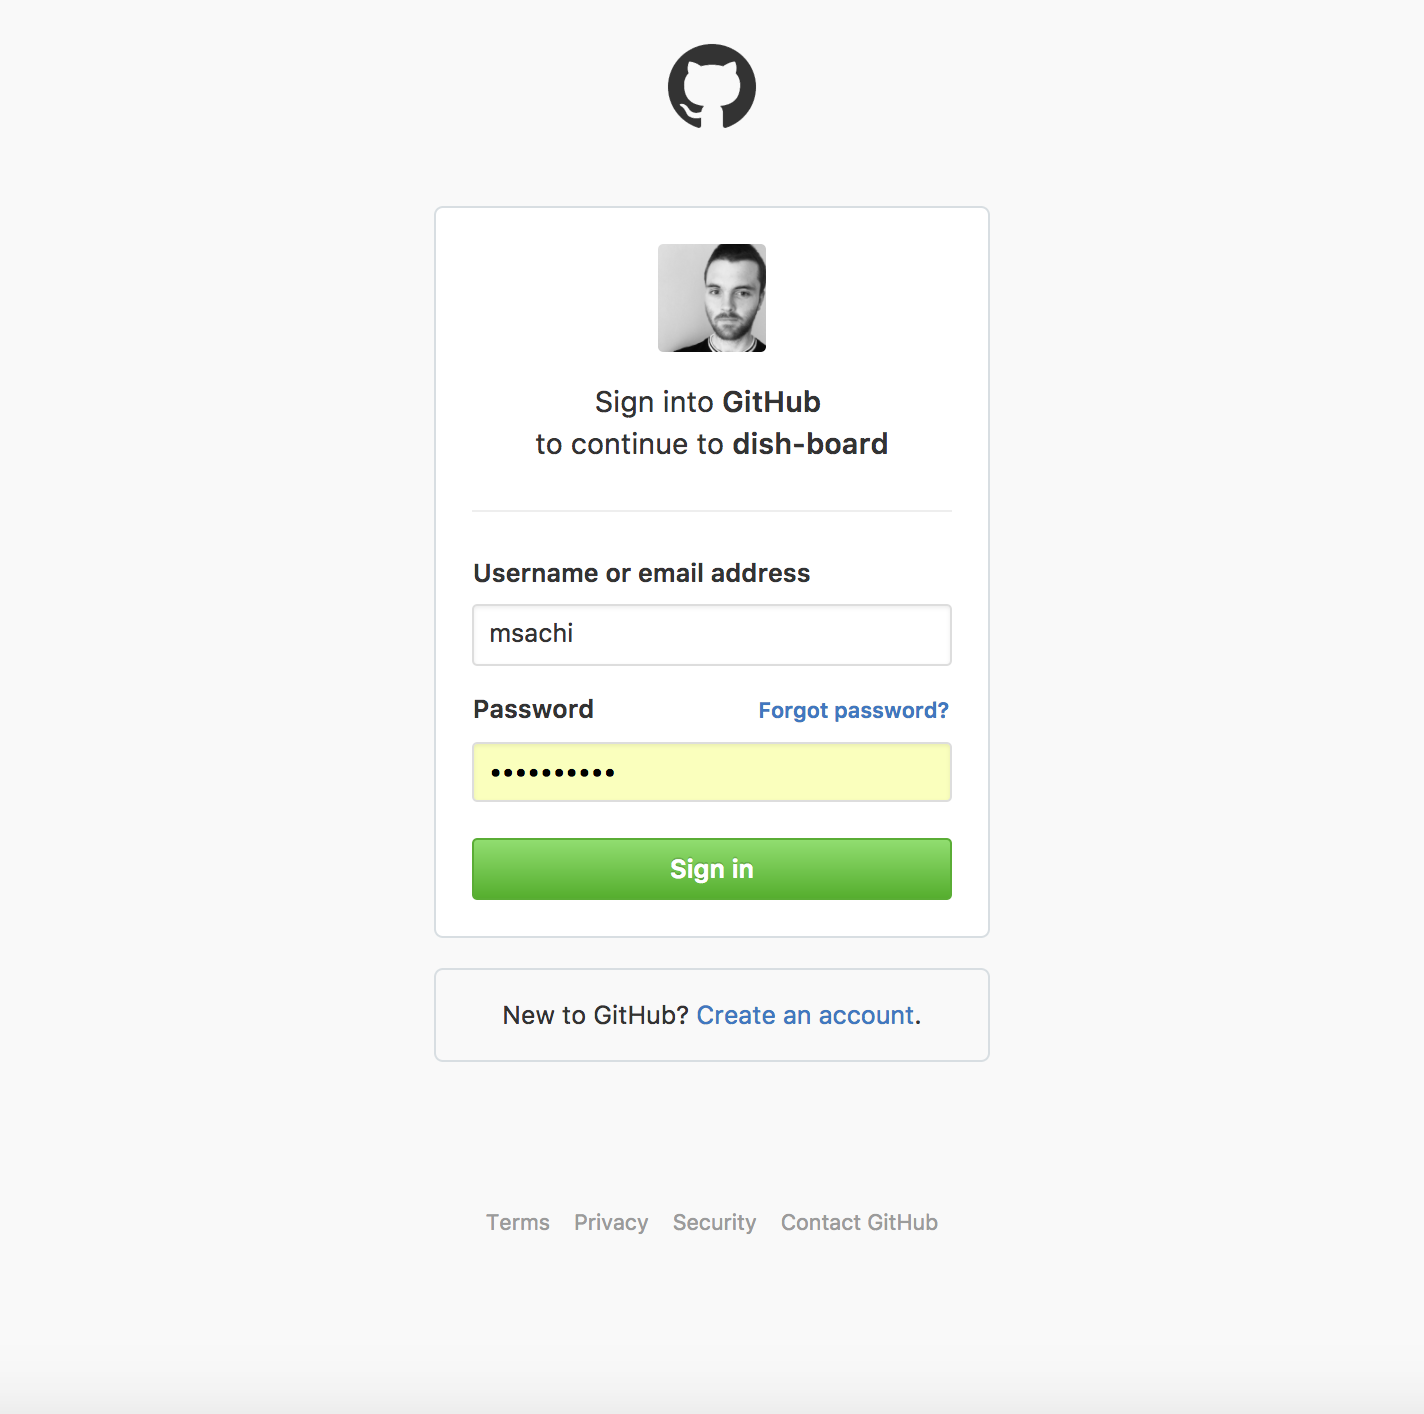 Sign into GitHub
to continue to dish-board
Username or email address
msachi
Password Forgot password?
••••••••••
Sign in
New to GitHub? Create an account.
Terms Privacy Security Contact GitHub